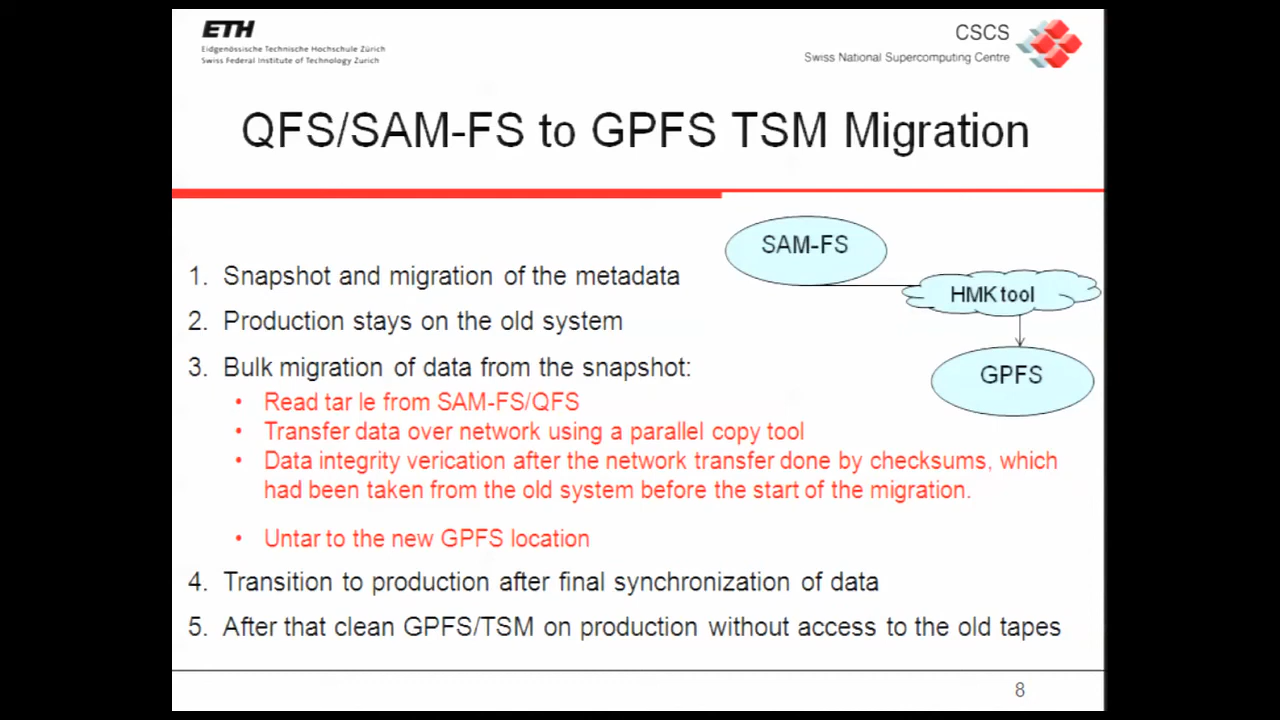 ETH
Eidgenössische Technische Hochschule Zürich
Swiss Federal Institute of Technology Zurich
CSCS
Swiss National Supercomputing Centre
QFS/SAM-FS to GPFS TSM Migration
SAM-FS
HMK tool
GPFS
1. Snapshot and migration of the metadata
2. Production stays on the old system
3. Bulk migration of data from the snapshot:
• Read tar le from SAM-FS/QFS
• Transfer data over network using a parallel copy tool
• Data integrity verication after the network transfer done by checksums, which
had been taken from the old system before the start of the migration.
• Untar to the new GPFS location
4. Transition to production after final synchronization of data
5. After that clean GPFS/TSM on production without access to the old tapes
8